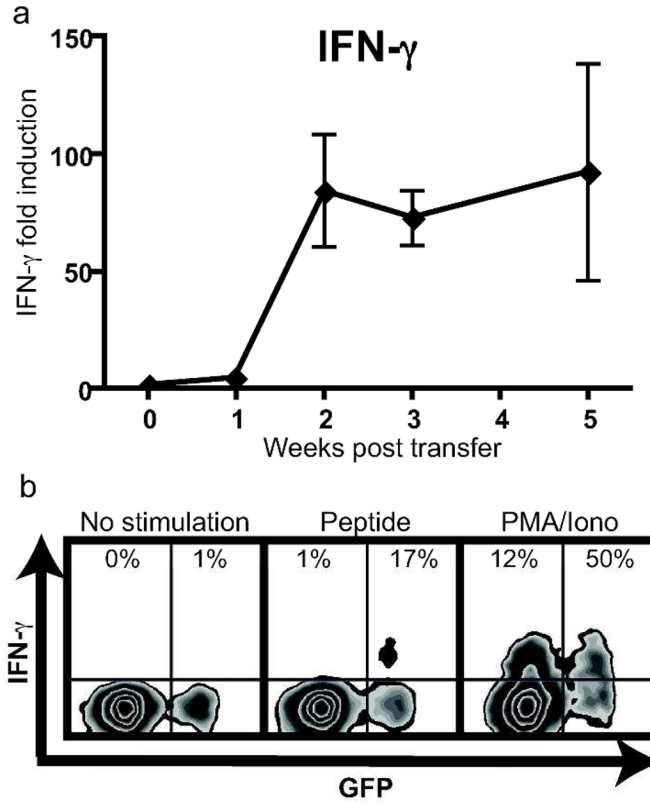 a
IFN-γ
150
100
50
0
IFN-γ fold induction
0 1 2 3 4 5
Weeks post transfer
b
No stimulation Peptide PMA/Iono
0% 1% 1% 17% 12% 50%
IFN-γ
GFP